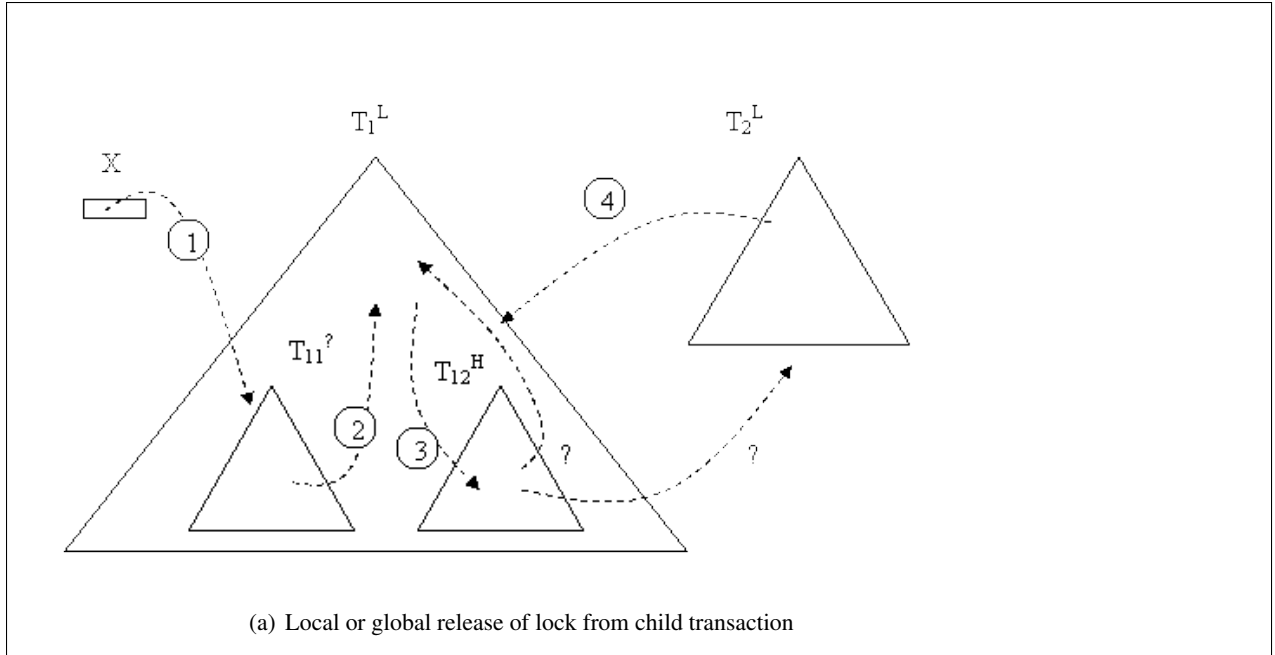 T₁ᴸ
T₂ᴸ
X
4
1
T₁₁?
T₁₂ᴴ
2
3
?
?
(a) Local or global release of lock from child transaction